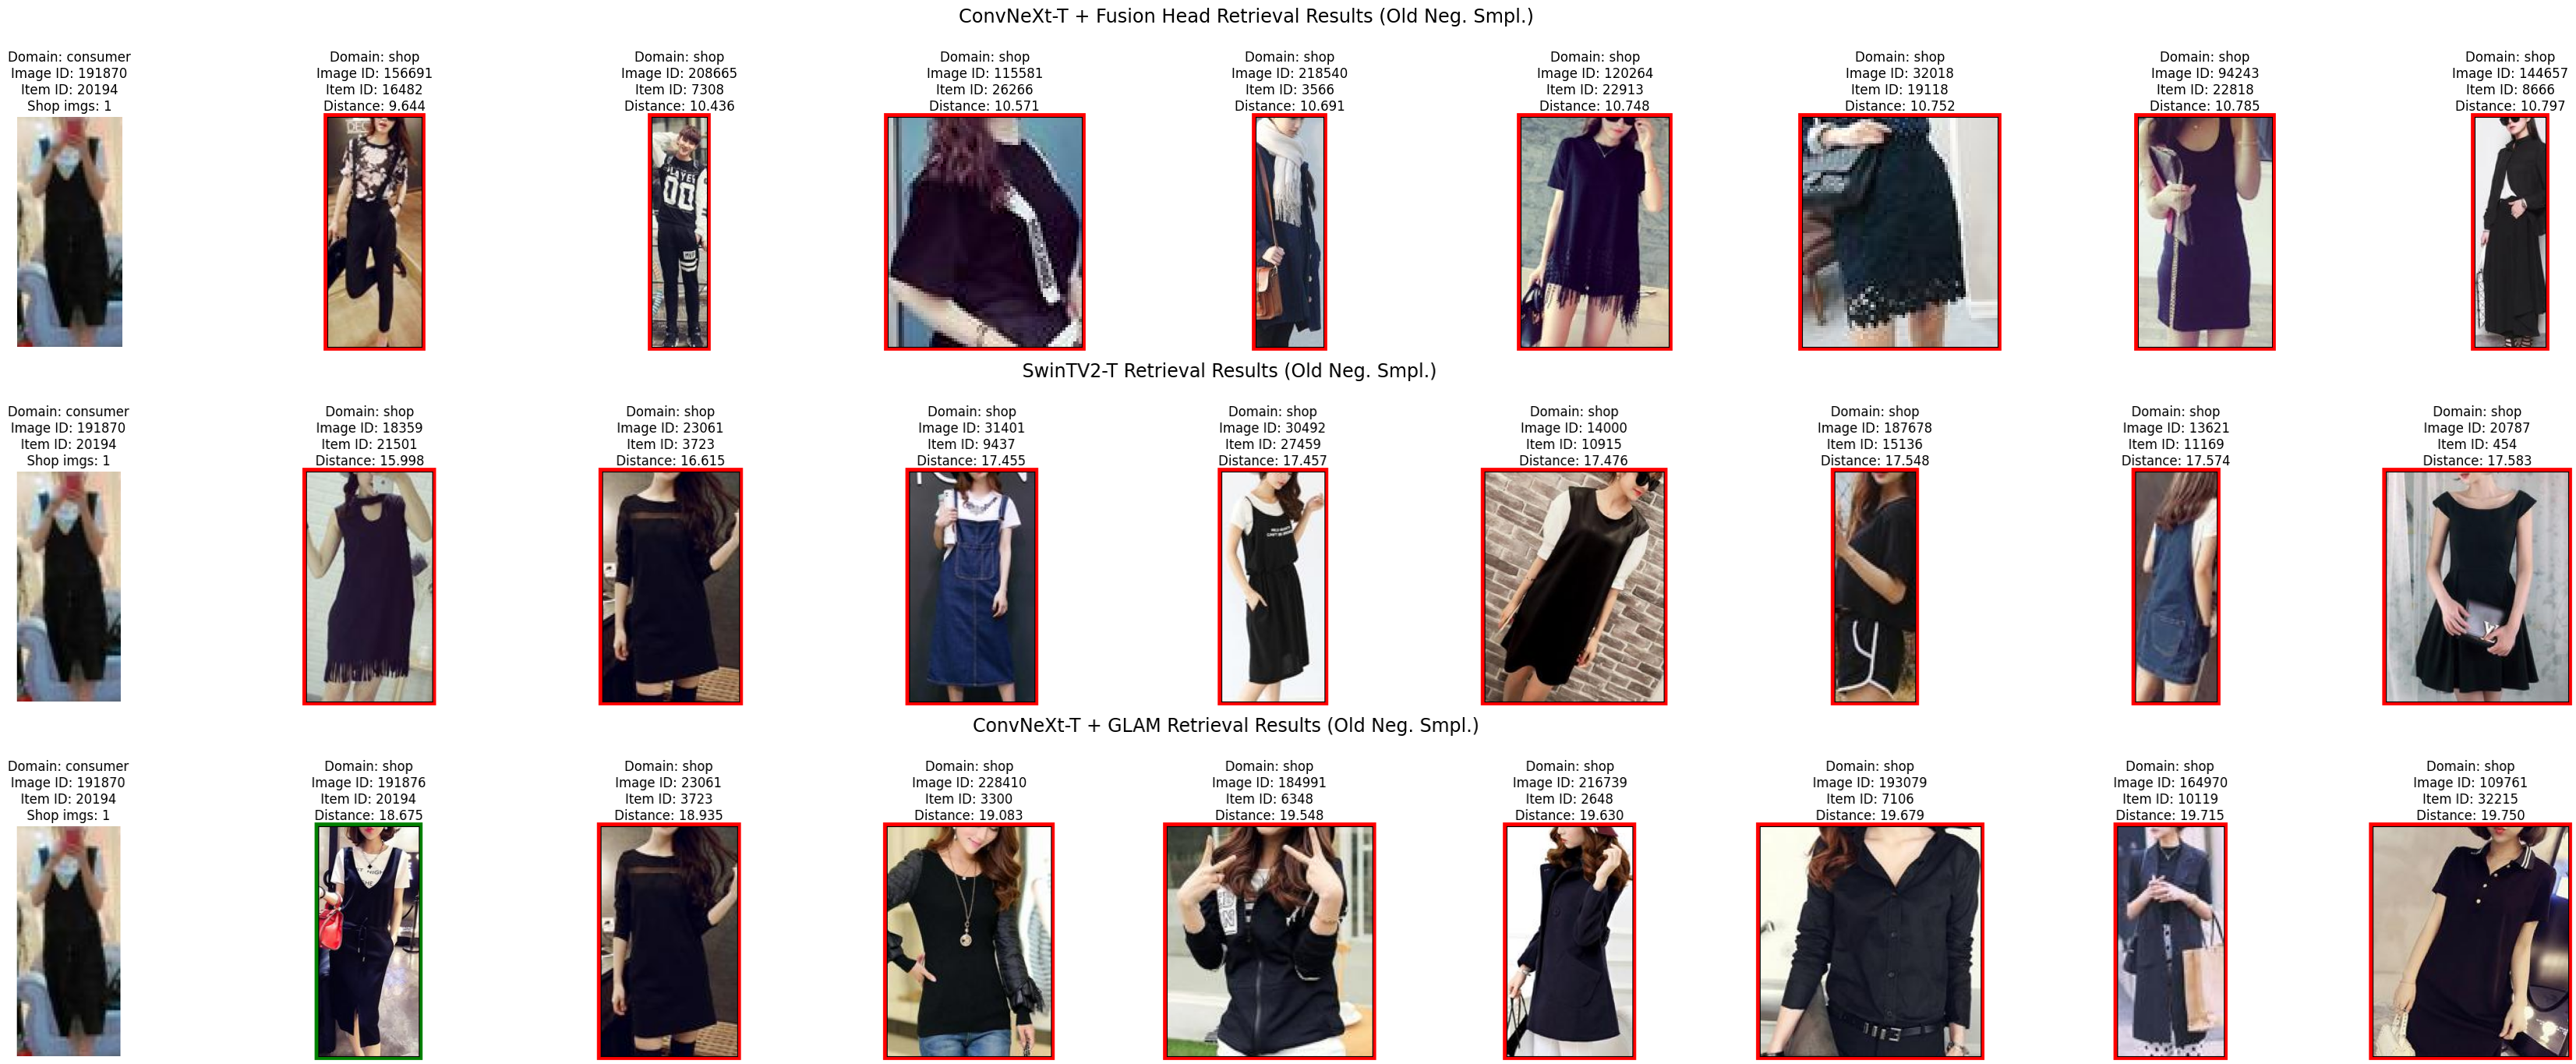 ConvNeXt-T + Fusion Head Retrieval Results (Old Neg. Smpl.)
Domain: consumer
Image ID: 191870
Item ID: 20194
Shop imgs: 1
Domain: shop
Image ID: 156691
Item ID: 16482
Distance: 9.644
Domain: shop
Image ID: 208665
Item ID: 7308
Distance: 10.436
Domain: shop
Image ID: 115581
Item ID: 26266
Distance: 10.571
Domain: shop
Image ID: 218540
Item ID: 3566
Distance: 10.691
Domain: shop
Image ID: 120264
Item ID: 22913
Distance: 10.748
Domain: shop
Image ID: 32018
Item ID: 19118
Distance: 10.752
Domain: shop
Image ID: 94243
Item ID: 22818
Distance: 10.785
Domain: shop
Image ID: 144657
Item ID: 8666
Distance: 10.797
00
SwinTV2-T Retrieval Results (Old Neg. Smpl.)
Domain: consumer
Image ID: 191870
Item ID: 20194
Shop imgs: 1
Domain: shop
Image ID: 18359
Item ID: 21501
Distance: 15.998
Domain: shop
Image ID: 23061
Item ID: 3723
Distance: 16.615
Domain: shop
Image ID: 31401
Item ID: 9437
Distance: 17.455
Domain: shop
Image ID: 30492
Item ID: 27459
Distance: 17.457
Domain: shop
Image ID: 14000
Item ID: 10915
Distance: 17.476
Domain: shop
Image ID: 187678
Item ID: 15136
Distance: 17.548
Domain: shop
Image ID: 13621
Item ID: 11169
Distance: 17.574
Domain: shop
Image ID: 20787
Item ID: 454
Distance: 17.583
ConvNeXt-T + GLAM Retrieval Results (Old Neg. Smpl.)
Domain: consumer
Image ID: 191870
Item ID: 20194
Shop imgs: 1
Domain: shop
Image ID: 191876
Item ID: 20194
Distance: 18.675
Domain: shop
Image ID: 23061
Item ID: 3723
Distance: 18.935
Domain: shop
Image ID: 228410
Item ID: 3300
Distance: 19.083
Domain: shop
Image ID: 184991
Item ID: 6348
Distance: 19.548
Domain: shop
Image ID: 216739
Item ID: 2648
Distance: 19.630
Domain: shop
Image ID: 193079
Item ID: 7106
Distance: 19.679
Domain: shop
Image ID: 164970
Item ID: 10119
Distance: 19.715
Domain: shop
Image ID: 109761
Item ID: 32215
Distance: 19.750